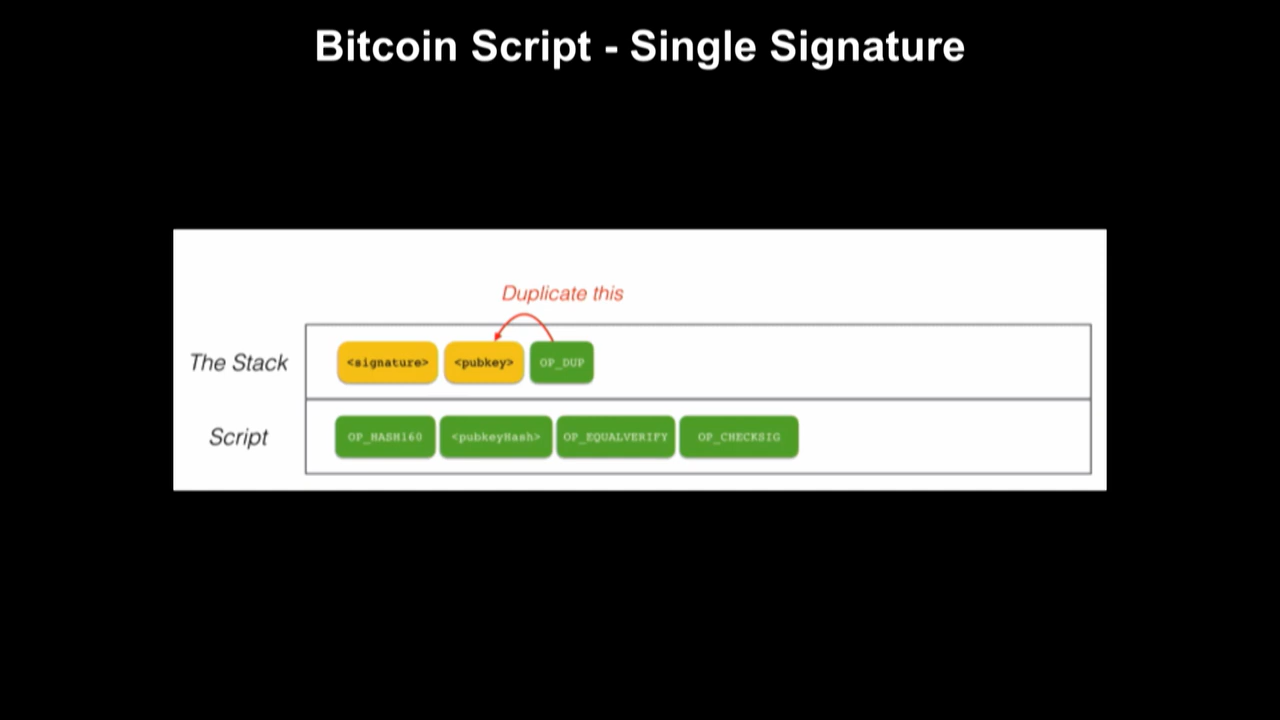 Bitcoin Script - Single Signature
Duplicate this
The Stack
<signature> <pubkey> OP_DUP
Script
OP_HASH160 <pubkeyHash> OP_EQUALVERIFY OP_CHECKSIG